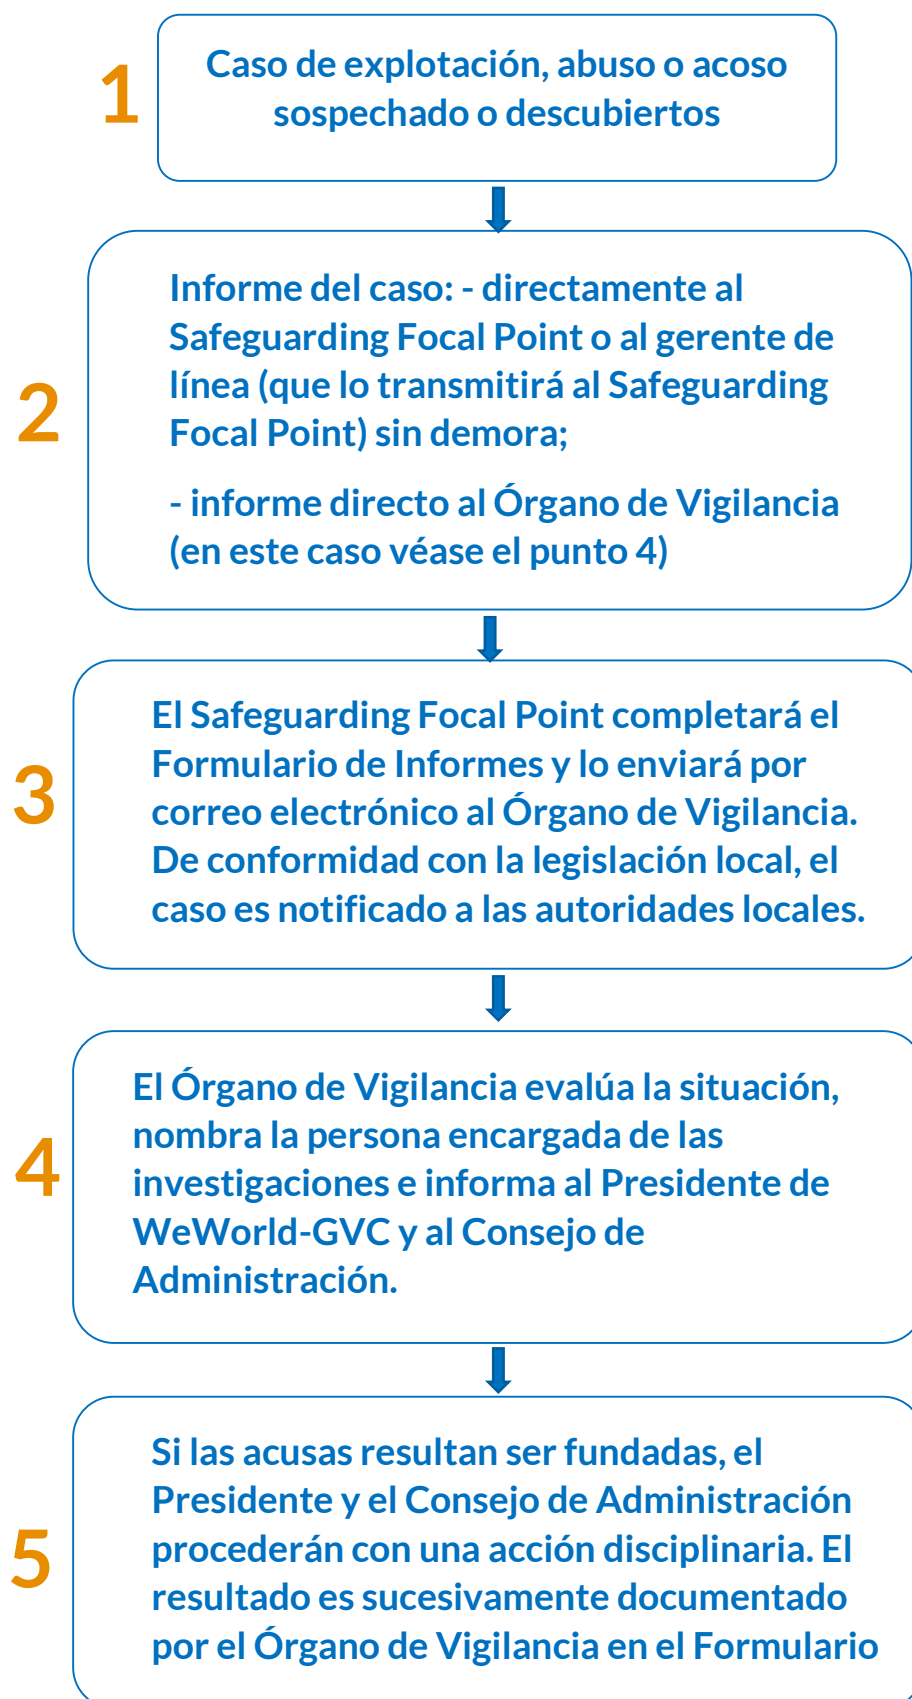 1
Caso de explotación, abuso o acoso
sospechado o descubiertos
2
Informe del caso: - directamente al
Safeguarding Focal Point o al gerente de
línea (que lo transmitirá al Safeguarding
Focal Point) sin demora;
- informe directo al Órgano de Vigilancia
(en este caso véase el punto 4)
3
El Safeguarding Focal Point completará el
Formulario de Informes y lo enviará por
correo electrónico al Órgano de Vigilancia.
De conformidad con la legislación local, el
caso es notificado a las autoridades locales.
4
El Órgano de Vigilancia evalúa la situación,
nombra la persona encargada de las
investigaciones e informa al Presidente de
WeWorld-GVC y al Consejo de
Administración.
5
Si las acusas resultan ser fundadas, el
Presidente y el Consejo de Administración
procederán con una acción disciplinaria. El
resultado es sucesivamente documentado
por el Órgano de Vigilancia en el Formulario